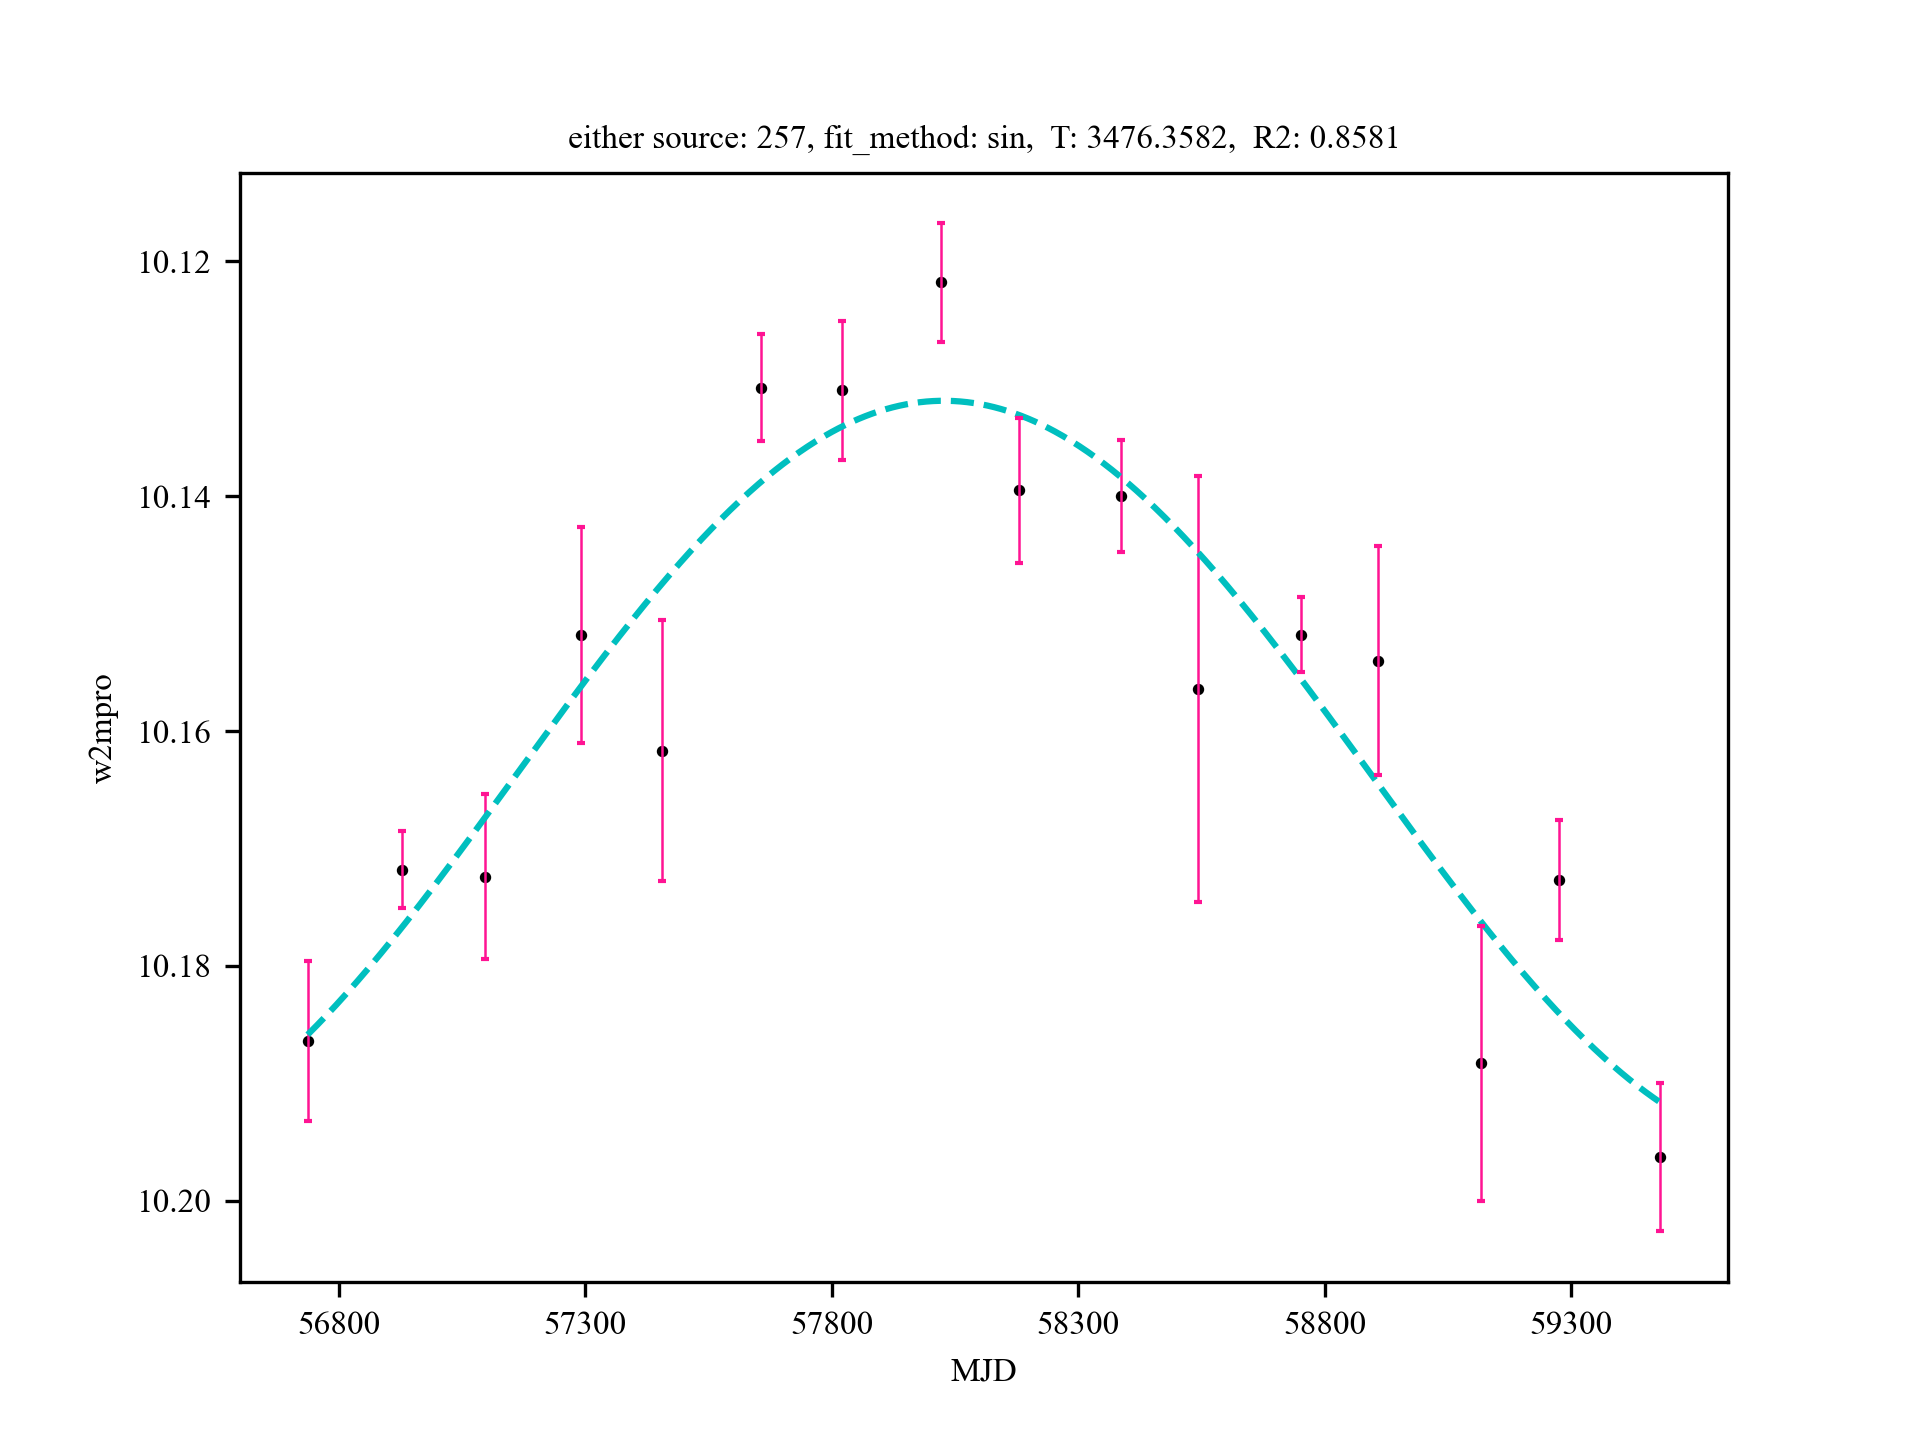 either source: 257, fit_method: sin,  T: 3476.3582,  R2: 0.8581
10.12
10.14
10.16
10.18
10.20
w2mpro
56800 57300 57800 58300 58800 59300
MJD